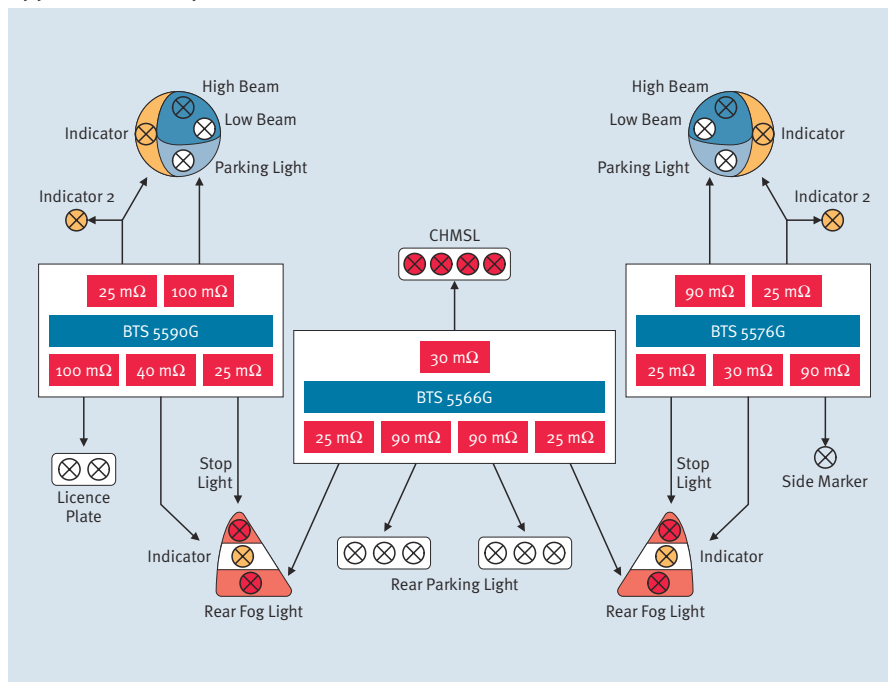 High Beam
Low Beam
Indicator
Parking Light
Indicator 2
High Beam
Low Beam
Indicator
Parking Light
Indicator 2
CHMSL
25 mΩ
100 mΩ
BTS 5590G
100 mΩ
40 mΩ
25 mΩ
30 mΩ
BTS 5566G
25 mΩ
90 mΩ
90 mΩ
25 mΩ
90 mΩ
25 mΩ
BTS 5576G
25 mΩ
30 mΩ
90 mΩ
Licence
Plate
Stop
Light
Indicator
Rear Fog Light
Rear Parking Light
Stop
Light
Indicator
Side Marker
Rear Fog Light